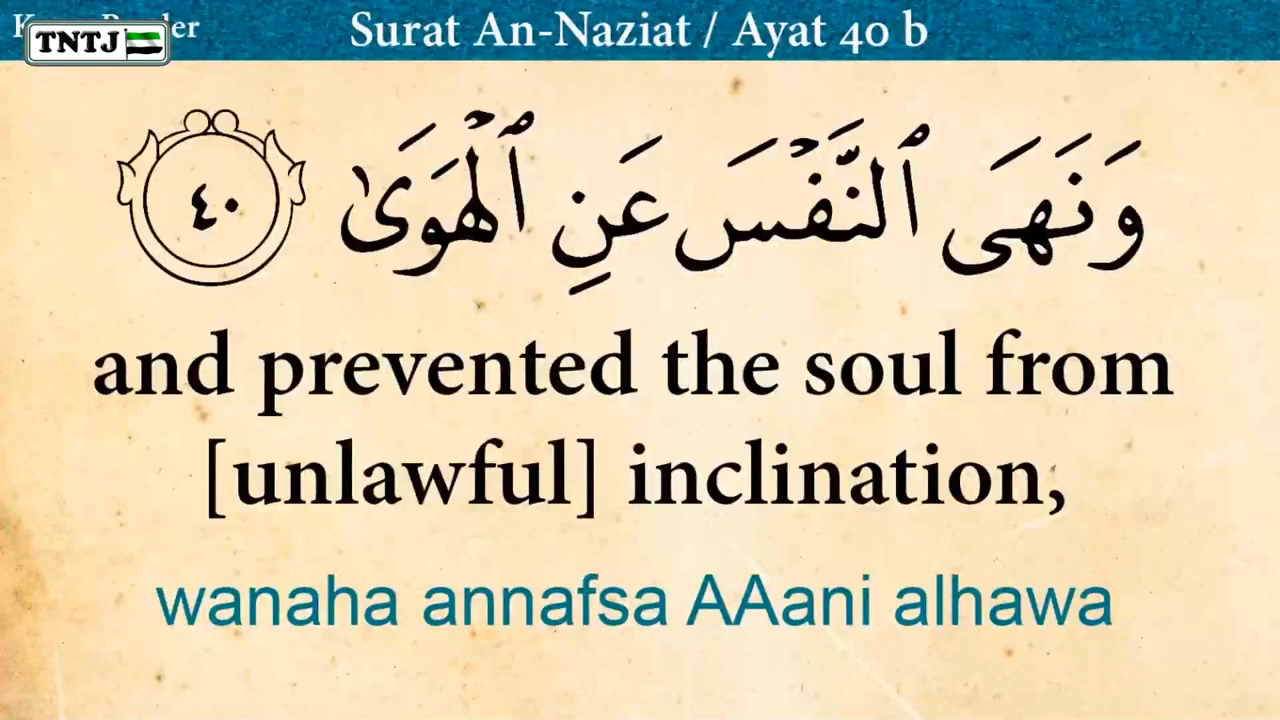 Surat An-Naziat / Ayat 40 b
TNTJ
وَنَهَى ٱلنَّفْسَ عَنِ ٱلْهَوَىٰ ٤٠
and prevented the soul from
[unlawful] inclination,
wanaha annafsa AAani alhawa